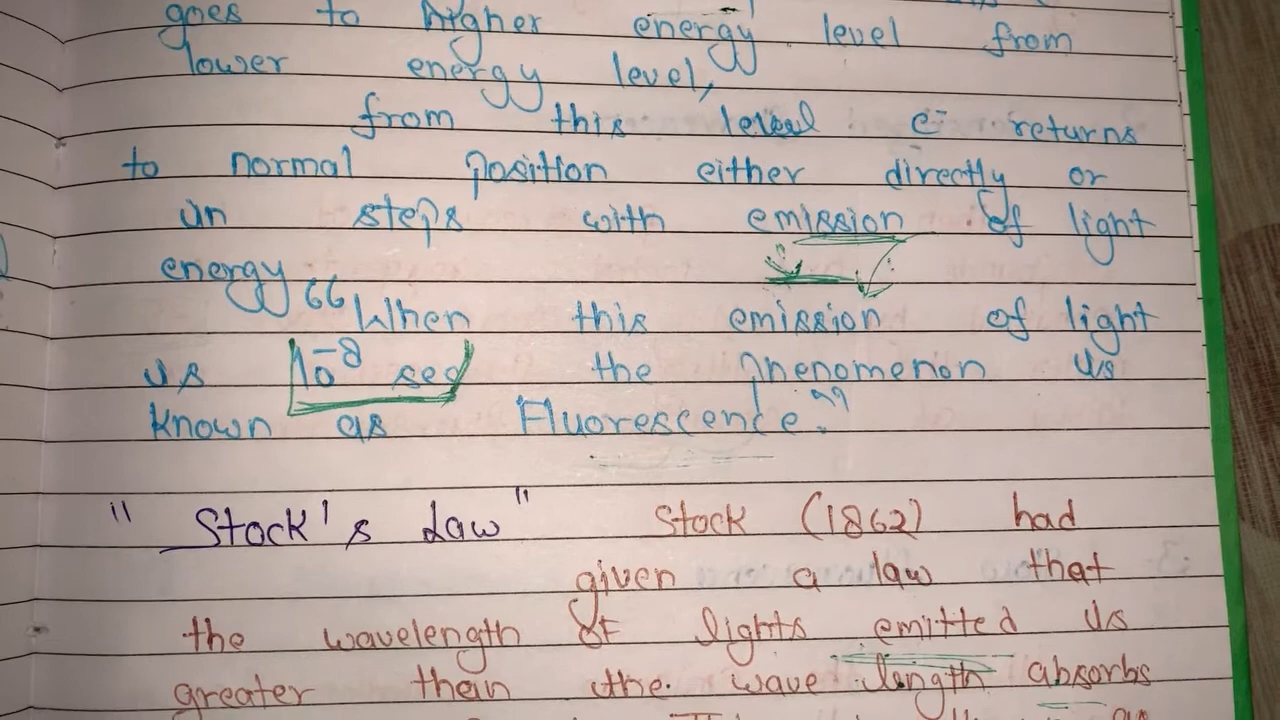 goes to higher energy level from
lower energy level,
from this level e⁻ returns
to normal position either directly or
in steps with emission of light
energy
“When this emission of light
is 10⁻⁸ sec the phenomenon is
known as Fluorescence.”
"Stock's Law" Stock (1862) had
given a law that
the wavelength of lights emitted is
greater than the wave length absorbs